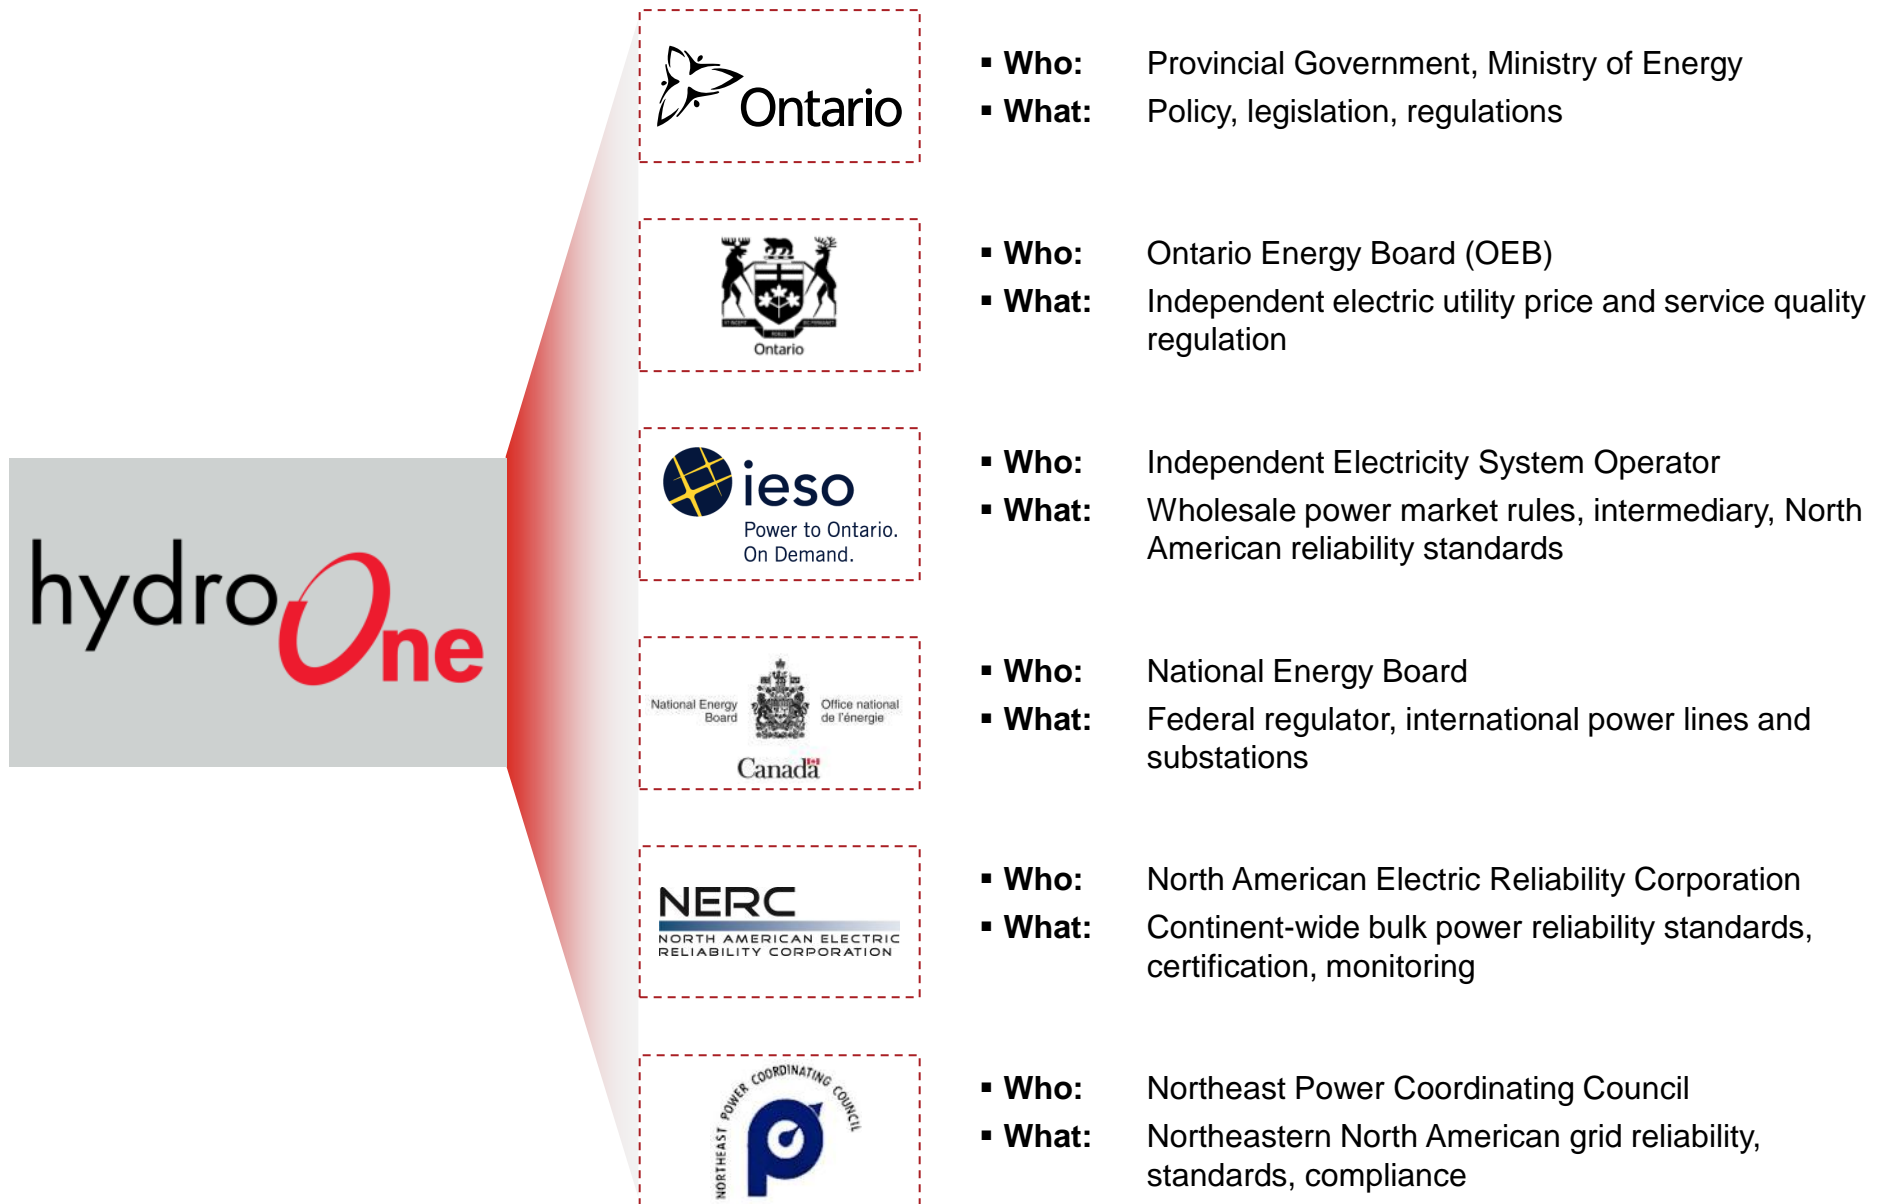 Ontario
▪ Who: Provincial Government, Ministry of Energy
▪ What: Policy, legislation, regulations
Ontario
▪ Who: Ontario Energy Board (OEB)
▪ What: Independent electric utility price and service quality
regulation
ieso
Power to Ontario.
On Demand.
▪ Who: Independent Electricity System Operator
▪ What: Wholesale power market rules, intermediary, North
American reliability standards
hydroOne
National Energy
Board
Office national
de l'énergie
Canada
▪ Who: National Energy Board
▪ What: Federal regulator, international power lines and
substations
NERC
NORTH AMERICAN ELECTRIC
RELIABILITY CORPORATION
▪ Who: North American Electric Reliability Corporation
▪ What: Continent-wide bulk power reliability standards,
certification, monitoring
NORTHEAST POWER COORDINATING COUNCIL
▪ Who: Northeast Power Coordinating Council
▪ What: Northeastern North American grid reliability,
standards, compliance